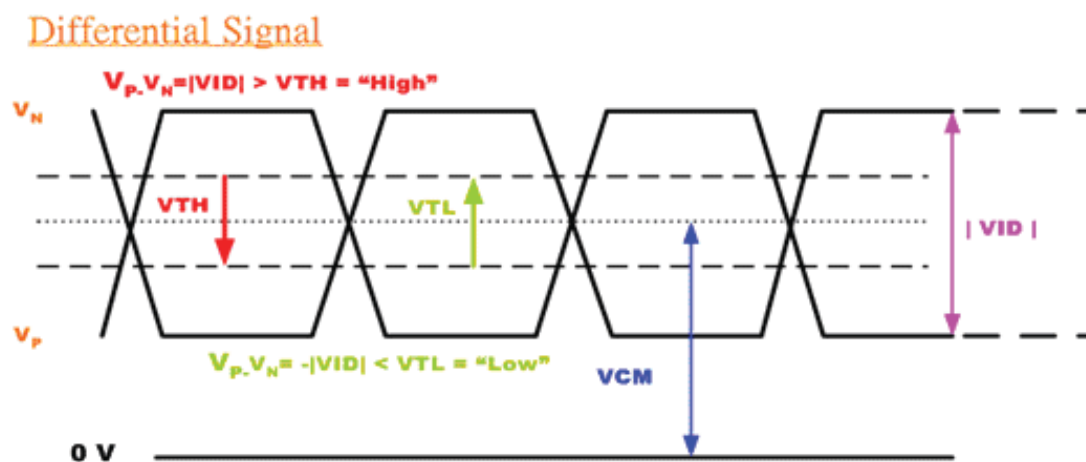 Differential Signal
VP-VN=|VID| > VTH = “High”
VN
VTH
VTL
| VID |
VP
VP-VN= -|VID| < VTL = “Low”
VCM
0 V